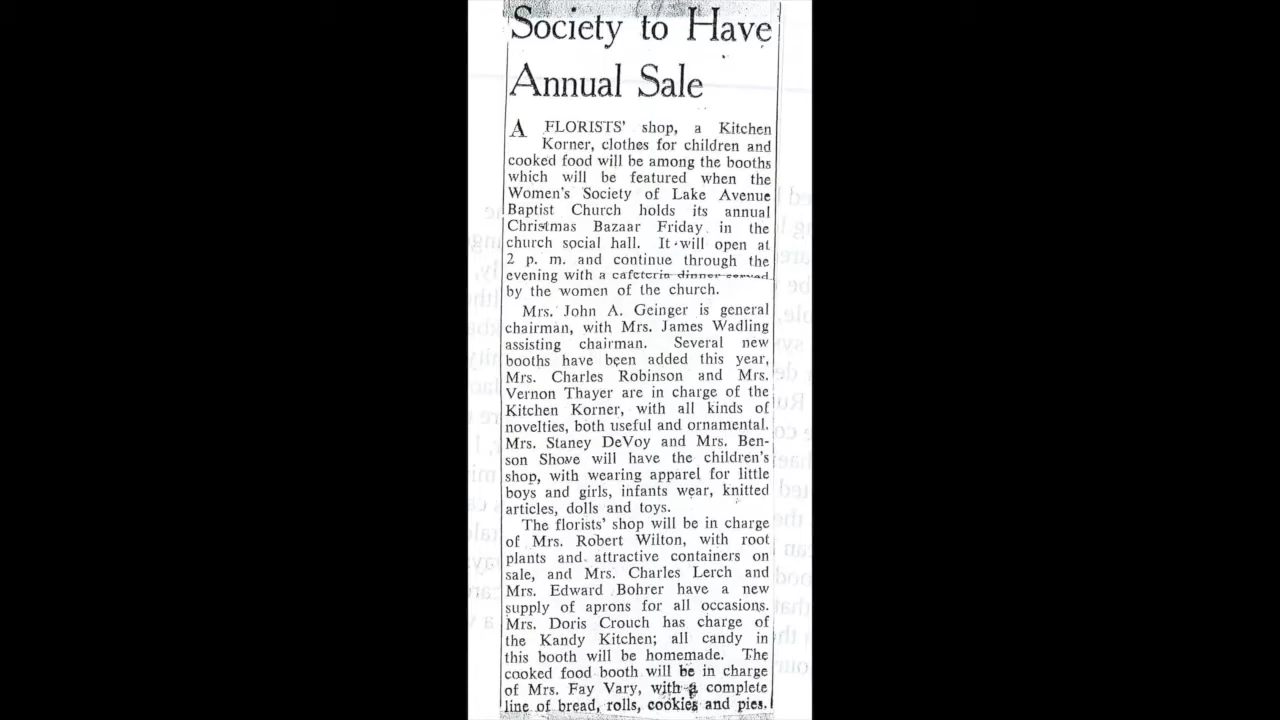 Society to Have
Annual Sale
A FLORISTS' shop, a Kitchen
Korner, clothes for children and
cooked food will be among the booths
which will be featured when the
Women's Society of Lake Avenue
Baptist Church holds its annual
Christmas Bazaar Friday in the
church social hall. It will open at
2 p. m. and continue through the
evening with a cafeteria dinner served
by the women of the church.
Mrs. John A. Geinger is general
chairman, with Mrs. James Wadling
assisting chairman. Several new
booths have been added this year,
Mrs. Charles Robinson and Mrs.
Vernon Thayer are in charge of the
Kitchen Korner, with all kinds of
novelties, both useful and ornamental.
Mrs. Staney DeVoy and Mrs. Ben-
son Showe will have the children's
shop, with wearing apparel for little
boys and girls, infants wear, knitted
articles, dolls and toys.
The florists' shop will be in charge
of Mrs. Robert Wilton, with root
plants and attractive containers on
sale, and Mrs. Charles Lerch and
Mrs. Edward Bohrer have a new
supply of aprons for all occasions.
Mrs. Doris Crouch has charge of
the Kandy Kitchen; all candy in
this booth will be homemade. The
cooked food booth will be in charge
of Mrs. Fay Vary, with a complete
line of bread, rolls, cookies and pies.